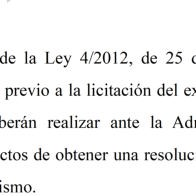 de la Ley 4/2012, de 25 d
previo a la licitación del ex
berán realizar ante la Adr
ctos de obtener una resoluc
ismo.